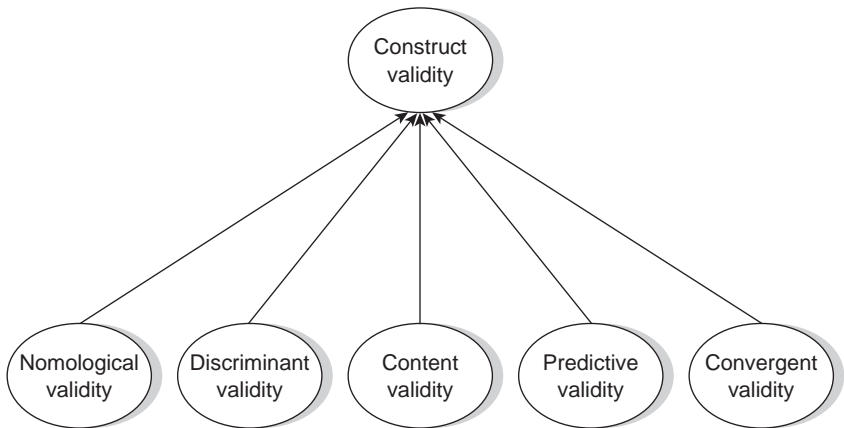 Construct
validity
Nomological
validity
Discriminant
validity
Content
validity
Predictive
validity
Convergent
validity